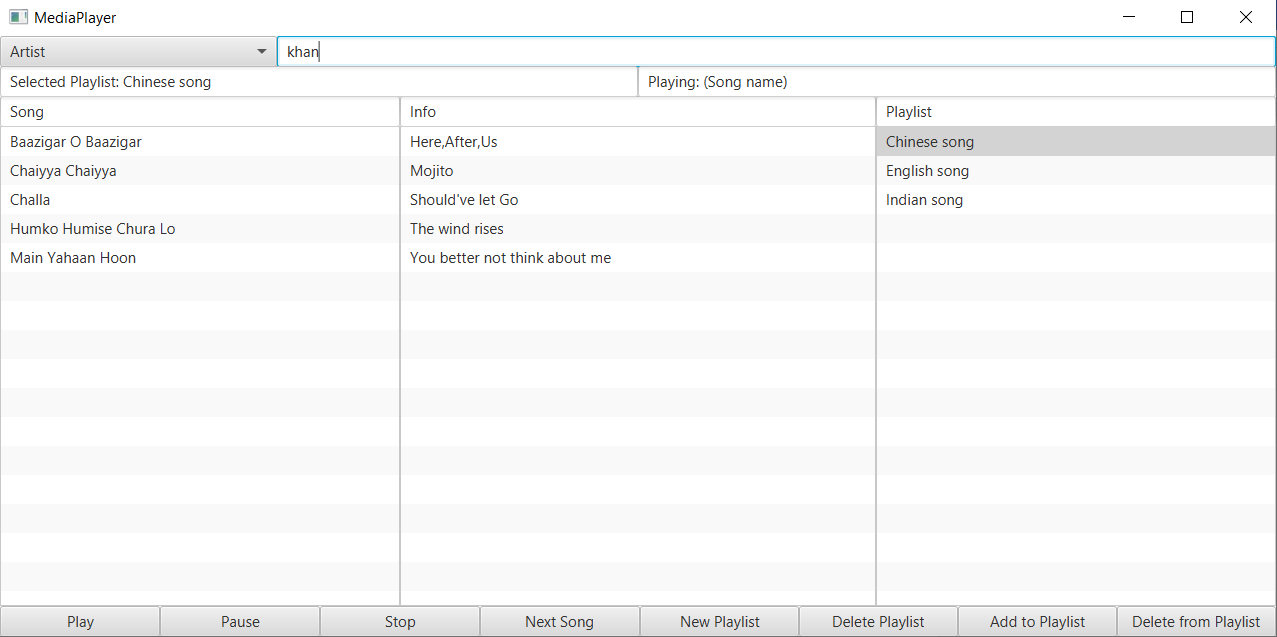 MediaPlayer
Artist khan
Selected Playlist: Chinese song Playing: (Song name)
Song Info Playlist
Baazigar O Baazigar Here,After,Us Chinese song
Chaiyya Chaiyya Mojito English song
Challa Should've let Go Indian song
Humko Humise Chura Lo The wind rises
Main Yahaan Hoon You better not think about me
Play Pause Stop Next Song New Playlist Delete Playlist Add to Playlist Delete from Playlist